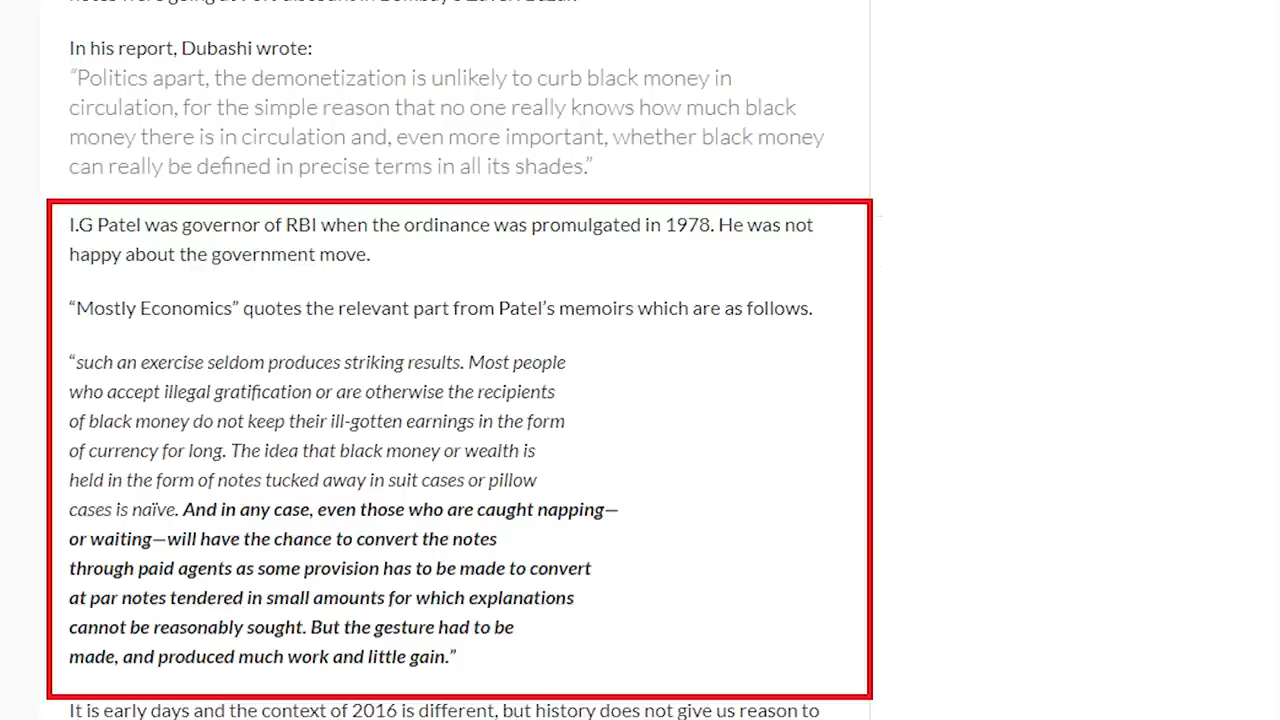 In his report, Dubashi wrote:
“Politics apart, the demonetization is unlikely to curb black money in
circulation, for the simple reason that no one really knows how much black
money there is in circulation and, even more important, whether black money
can really be defined in precise terms in all its shades.”
I.G Patel was governor of RBI when the ordinance was promulgated in 1978. He was not
happy about the government move.
“Mostly Economics” quotes the relevant part from Patel’s memoirs which are as follows.
“such an exercise seldom produces striking results. Most people
who accept illegal gratification or are otherwise the recipients
of black money do not keep their ill-gotten earnings in the form
of currency for long. The idea that black money or wealth is
held in the form of notes tucked away in suit cases or pillow
cases is naïve. And in any case, even those who are caught napping—
or waiting—will have the chance to convert the notes
through paid agents as some provision has to be made to convert
at par notes tendered in small amounts for which explanations
cannot be reasonably sought. But the gesture had to be
made, and produced much work and little gain.”
It is early days and the context of 2016 is different, but history does not give us reason to